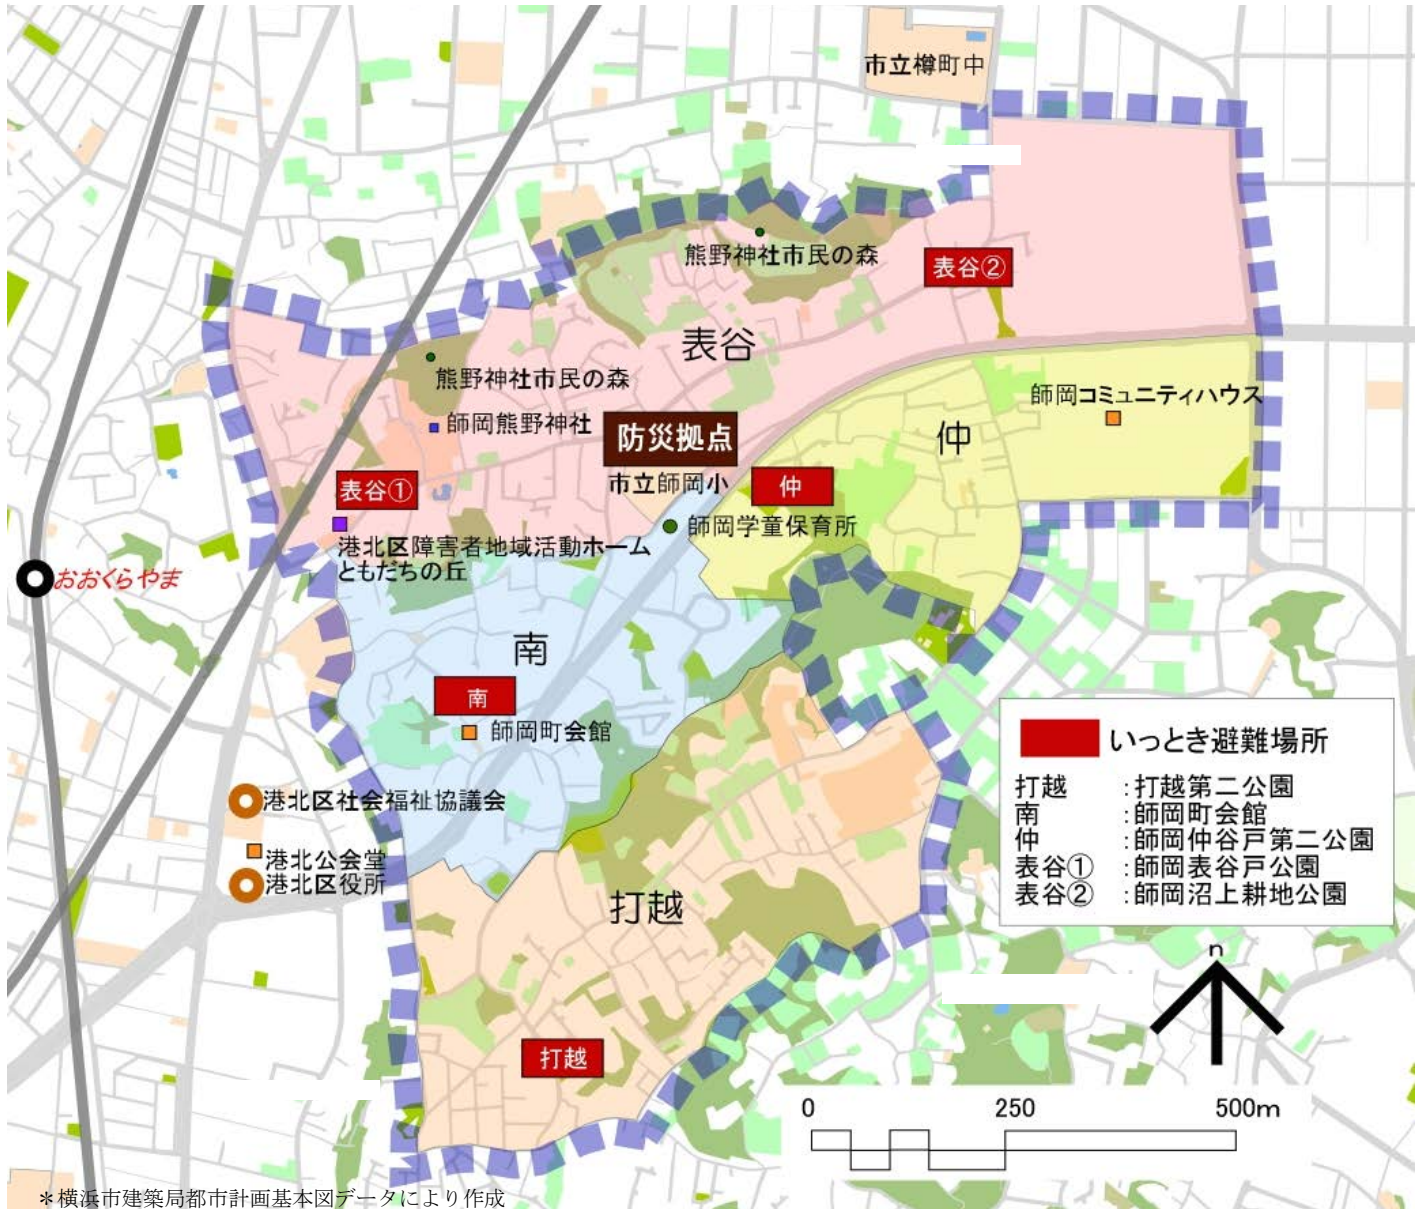 市立樽町中
熊野神社市民の森
表谷②
表谷
熊野神社市民の森
師岡コミュニティハウス
師岡熊野神社
防災拠点
仲
市立師岡小
表谷①
仲
師岡学童保育所
港北区障害者地域活動ホーム
ともだちの丘
おおくらやま
南
南
師岡町会館
いっとき避難場所
打越 :打越第二公園
南 :師岡町会館
仲 :師岡仲谷戸第二公園
表谷① :師岡表谷戸公園
表谷② :師岡沼上耕地公園
港北区社会福祉協議会
港北公会堂
港北区役所
打越
n
打越
0 250 500m
*横浜市建築局都市計画基本図データにより作成